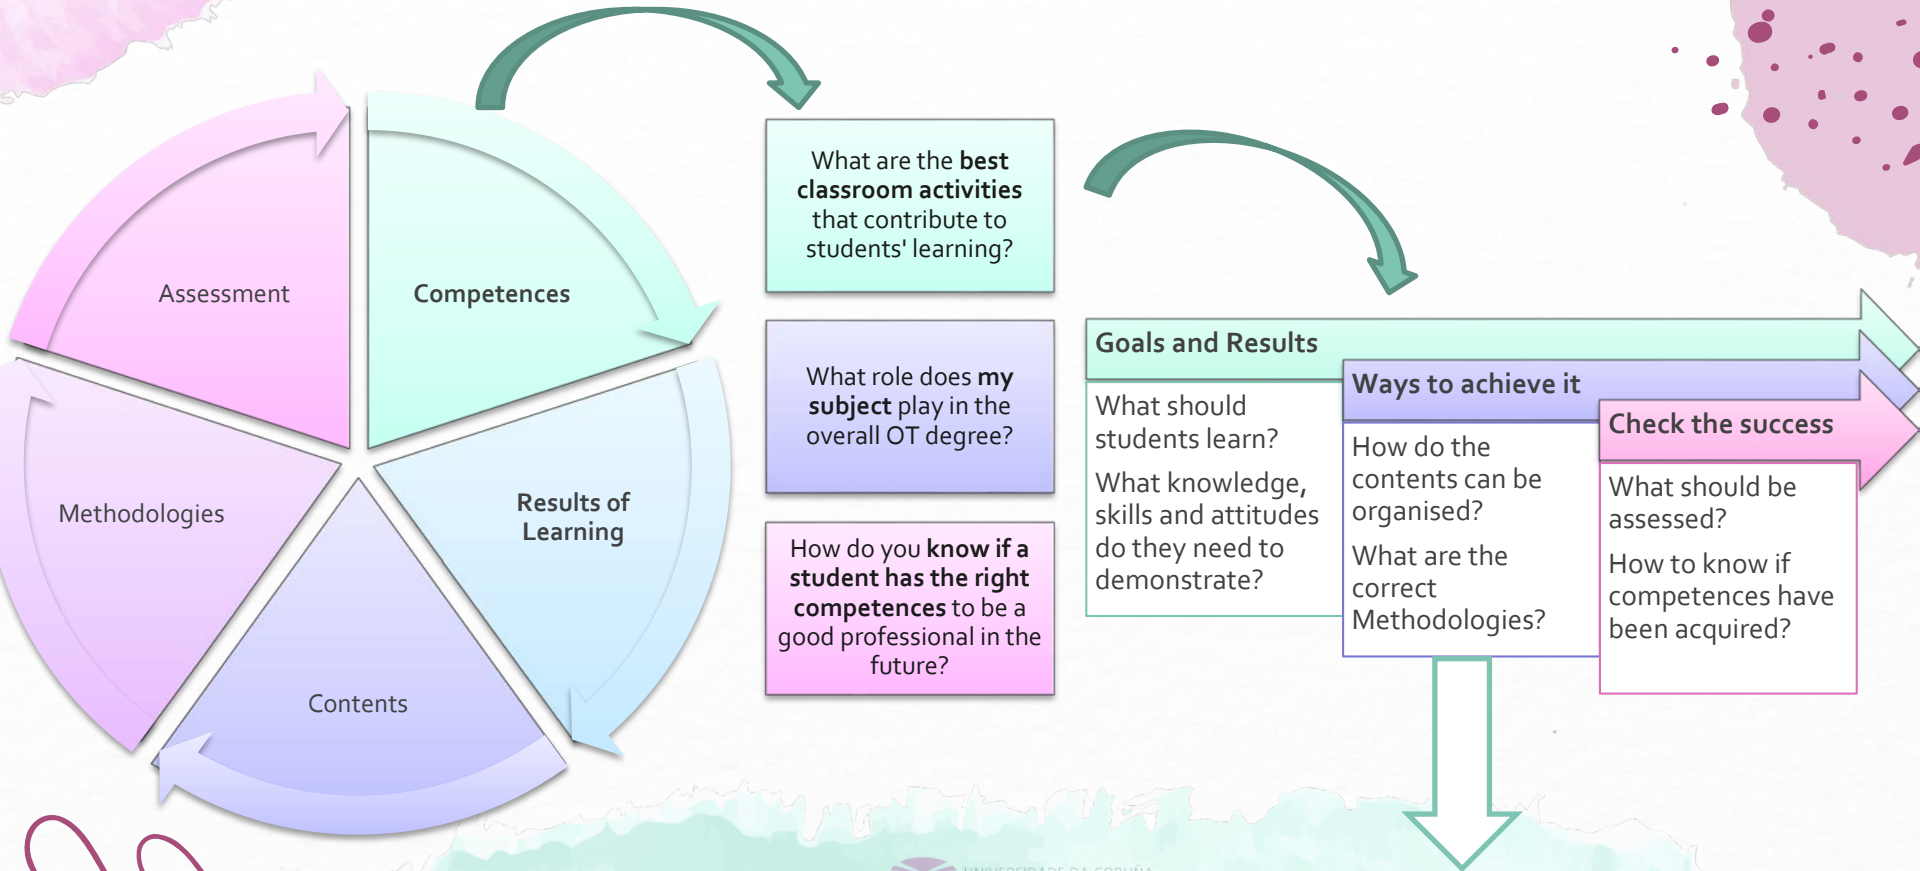 Assessment
Competences
Methodologies
Results of
Learning
Contents
What are the best
classroom activities
that contribute to
students' learning?
What role does my
subject play in the
overall OT degree?
How do you know if a
student has the right
competences to be a
good professional in the
future?
Goals and Results
What should
students learn?
What knowledge,
skills and attitudes
do they need to
demonstrate?
Ways to achieve it
How do the
contents can be
organised?
What are the
correct
Methodologies?
Check the success
What should be
assessed?
How to know if
competences have
been acquired?
UNIVERSIDADE DA CORUÑA